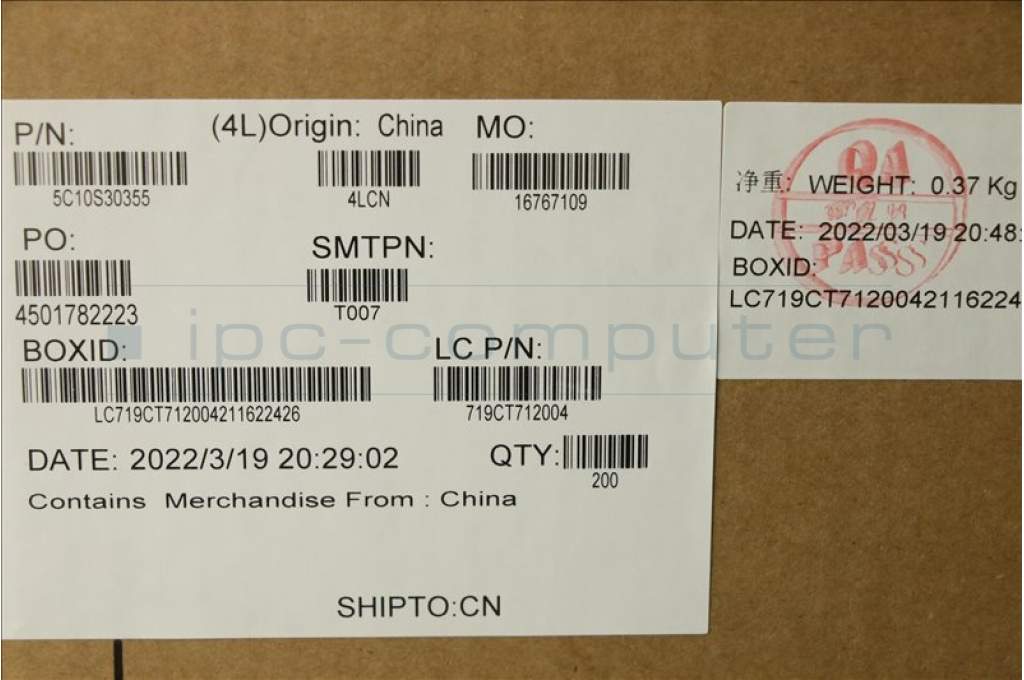 P/N: (4L)Origin: China MO:
5C10S30355 4LCN 16767109
PO: SMTPN:
4501782223 T007
BOXID: LC P/N:
LC719CT712004211622426 719CT712004
DATE: 2022/3/19 20:29:02 QTY:
200
Contains Merchandise From : China
SHIPTO:CN
净重: WEIGHT: 0.37 Kg
DATE: 2022/03/19 20:48:
BOXID:
LC719CT7120042116224
PASS
ipc-computer